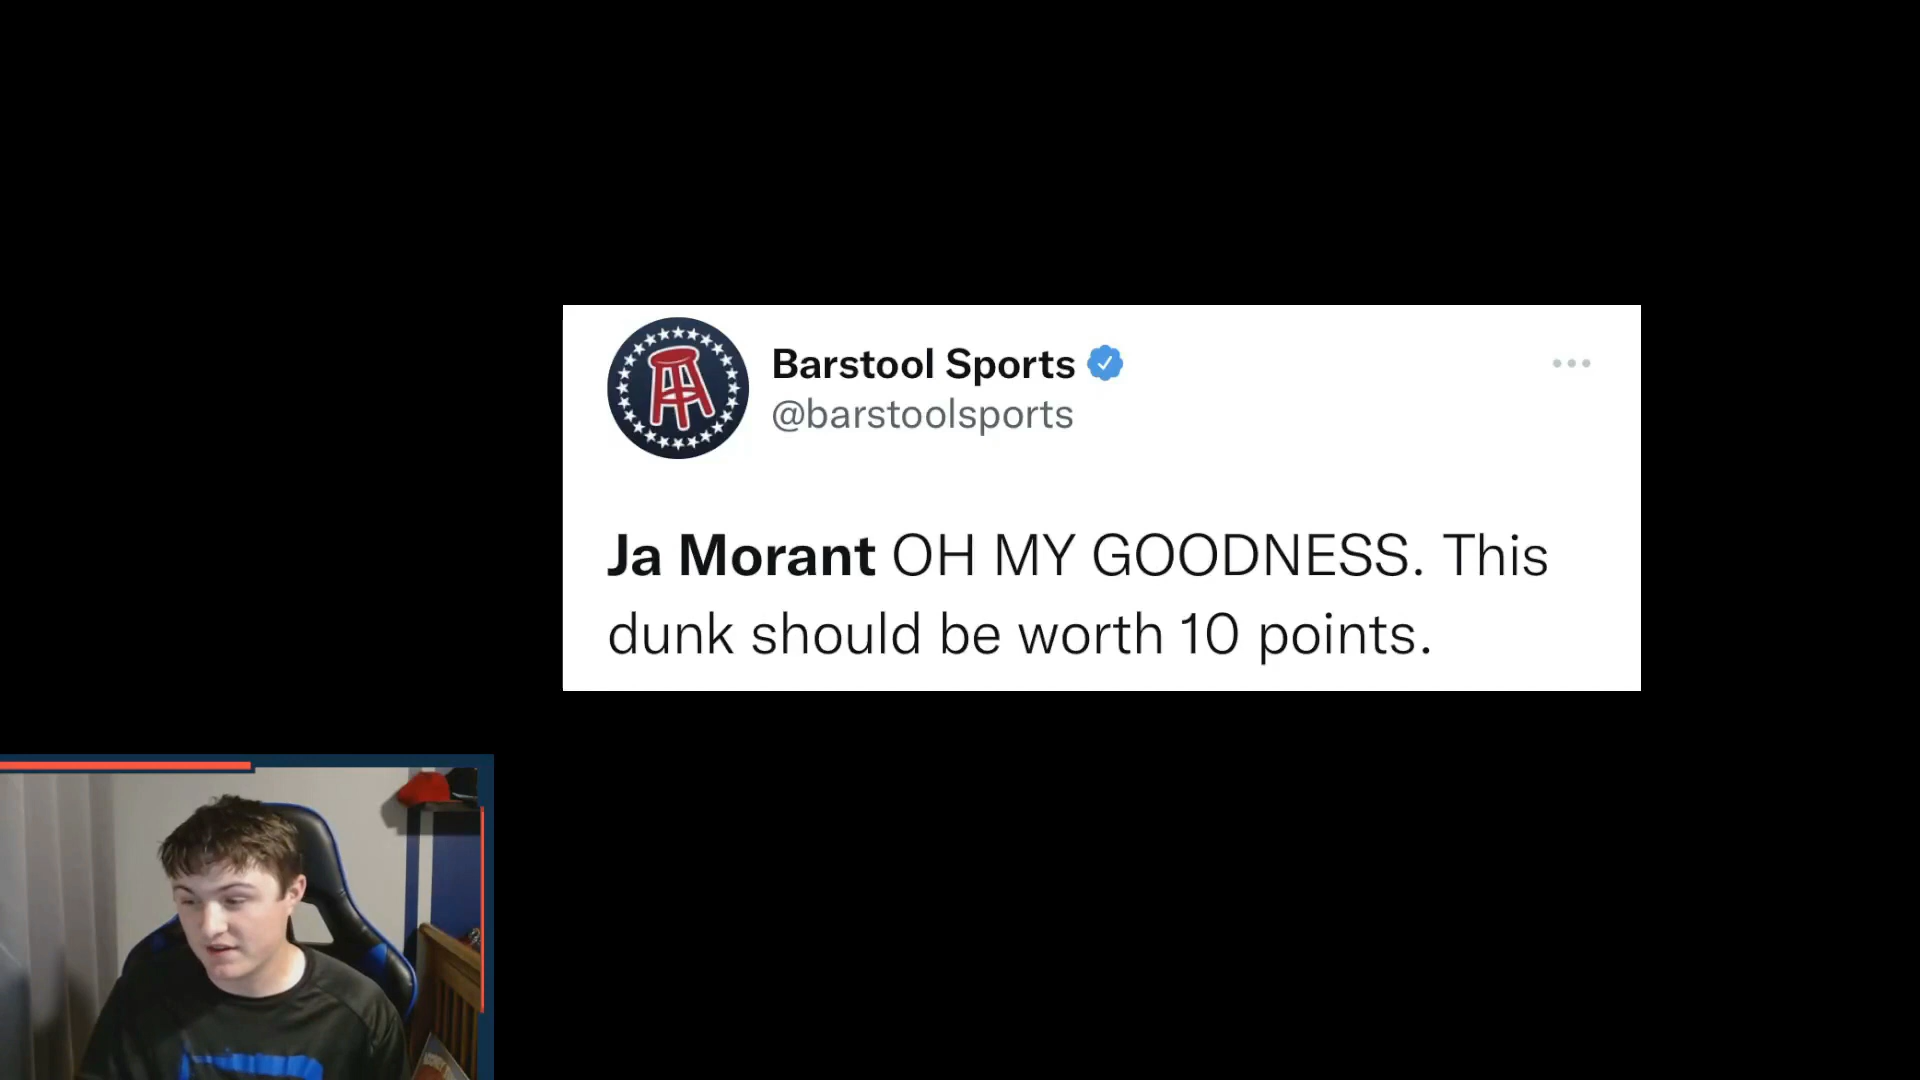 Barstool Sports
@barstoolsports
Ja Morant OH MY GOODNESS. This
dunk should be worth 10 points.